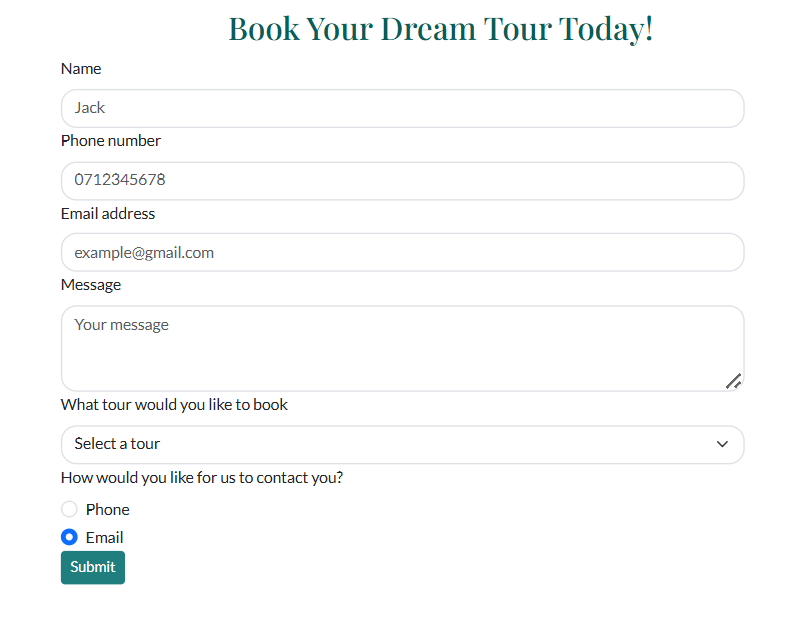 Book Your Dream Tour Today!
Name
Jack
Phone number
0712345678
Email address
example@gmail.com
Message
Your message
What tour would you like to book
Select a tour
How would you like for us to contact you?
Phone
Email
Submit